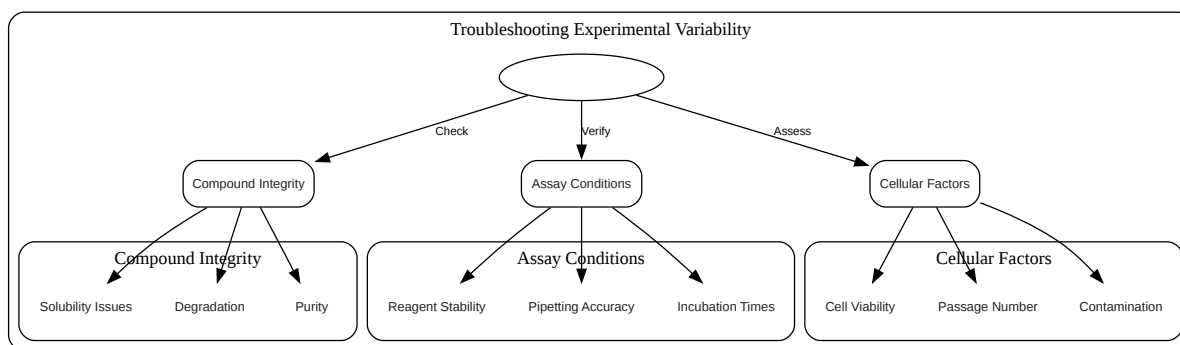 Troubleshooting Experimental Variability
Check
Verify
Assess
Compound Integrity
Assay Conditions
Cellular Factors
Compound Integrity
Assay Conditions
Cellular Factors
Solubility Issues
Degradation
Purity
Reagent Stability
Pipetting Accuracy
Incubation Times
Cell Viability
Passage Number
Contamination